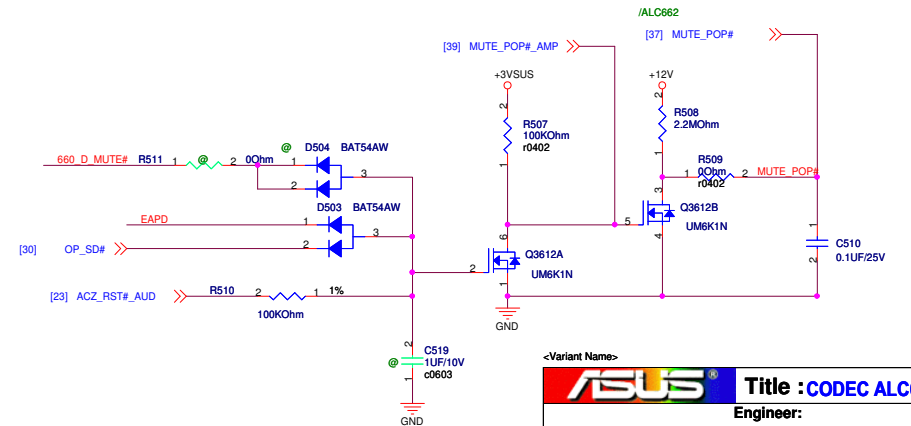 /ALC662
[39] MUTE_POP#_AMP
[37] MUTE_POP#
+3VSUS
+12V
2
R507
100KOhm
r0402
1
2
R508
2.2MOhm
1
660_D_MUTE# R511 1 @ 2 0Ohm
@
D504 BAT54AW
1
2
3
R509
1 0Ohm 2 MUTE_POP#
r0402
EAPD
D503 BAT54AW
1
2
3
[30] OP_SD#
6
2
1
Q3612A
UM6K1N
3
5
4
Q3612B
UM6K1N
1
2
C510
0.1UF/25V
[23] ACZ_RST#_AUD R510 2 1 1%
100KOhm
GND
2
1
@
C519
1UF/10V
c0603
GND
<Variant Name>
ASUS®
Title : CODEC
Engineer: